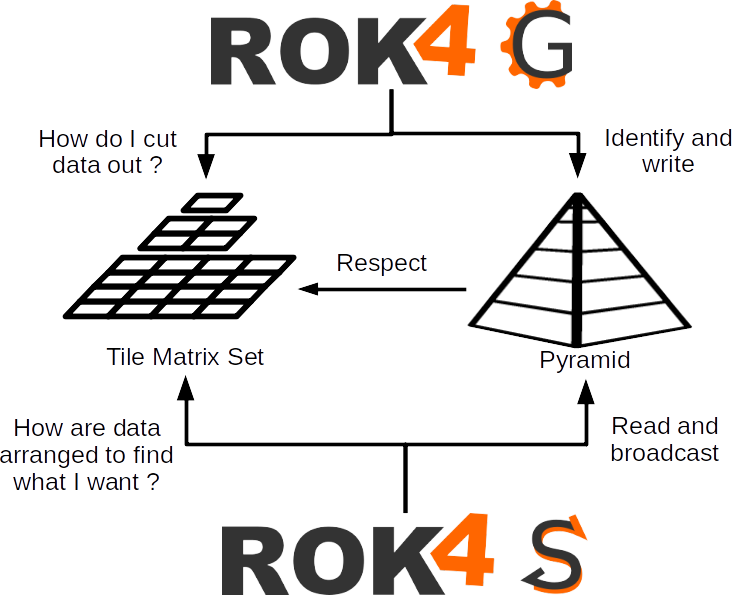 ROK4 G
How do I cut
data out ?
Identify and
write
Respect
Tile Matrix Set
Pyramid
How are data
arranged to find
what I want ?
Read and
broadcast
ROK4 S